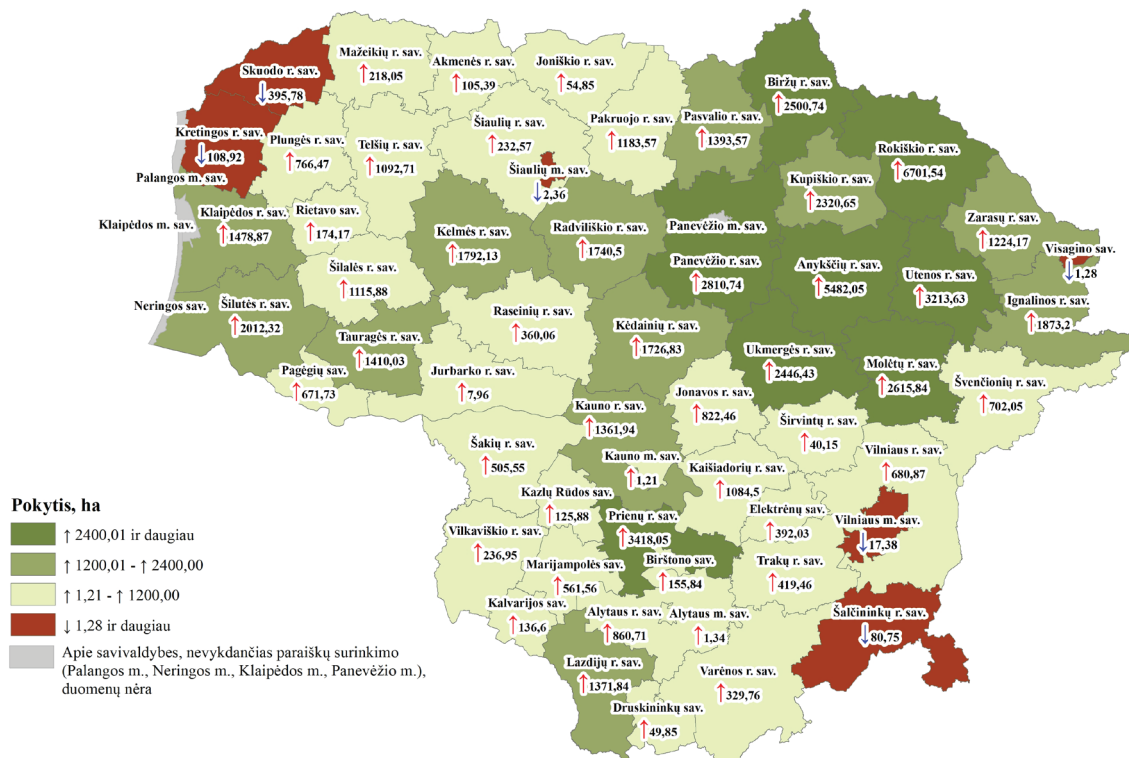 Mažeikių r. sav.
↑ 218,05
Akmenės r. sav.
↑ 105,39
Joniškio r. sav.
↑ 54,85
Skuodo r. sav.
↓ 395,78
Biržų r. sav.
↑ 2500,74
Kretingos r. sav.
↓ 108,92
Plungės r. sav.
↑ 766,47
Telšių r. sav.
↑ 1092,71
Šiaulių r. sav.
↑ 232,57
Pakruojo r. sav.
↑ 1183,57
Pasvalio r. sav.
↑ 1393,57
Rokiškio r. sav.
↑ 6701,54
Palangos m. sav.
Šiaulių m. sav.
↓ 2,36
Kupiškio r. sav.
↑ 2320,65
Klaipėdos m. sav.
Klaipėdos r. sav.
↑ 1478,87
Rietavo sav.
↑ 174,17
Kelmės r. sav.
↑ 1792,13
Radviliškio r. sav.
↑ 1740,5
Panevėžio m. sav.
Zarasų r. sav.
↑ 1224,17
Visagino sav.
↓ 1,28
Šilalės r. sav.
↑ 1115,88
Panevėžio r. sav.
↑ 2810,74
Anykščių r. sav.
↑ 5482,05
Utenos r. sav.
↑ 3213,63
Ignalinos r. sav.
↑ 1873,2
Neringos sav.
Šilutės r. sav.
↑ 2012,32
Raseinių r. sav.
↑ 360,06
Tauragės r. sav.
↑ 1410,03
Kėdainių r. sav.
↑ 1726,83
Ukmergės r. sav.
↑ 2446,43
Molėtų r. sav.
↑ 2615,84
Pagėgių sav.
↑ 671,73
Jurbarko r. sav.
↑ 7,96
Jonavos r. sav.
↑ 822,46
Švenčionių r. sav.
↑ 702,05
Kauno r. sav.
↑ 1361,94
Širvintų r. sav.
↑ 40,15
Šakių r. sav.
↑ 505,55
Kauno m. sav.
↑ 1,21
Kaišiadorių r. sav.
↑ 1084,5
Vilniaus r. sav.
↑ 680,87
Kazlų Rūdos sav.
↑ 125,88
Elektrėnų sav.
↑ 392,03
Vilniaus m. sav.
↓ 17,38
Vilkaviškio r. sav.
↑ 236,95
Prienų r. sav.
↑ 3418,05
Marijampolės sav.
↑ 561,56
Birštono sav.
↑ 155,84
Trakų r. sav.
↑ 419,46
Kalvarijos sav.
↑ 136,6
Alytaus r. sav.
↑ 860,71
Alytaus m. sav.
↑ 1,34
Šalčininkų r. sav.
↓ 80,75
Lazdijų r. sav.
↑ 1371,84
Varėnos r. sav.
↑ 329,76
Druskininkų sav.
↑ 49,85
Pokytis, ha
↑ 2400,01 ir daugiau
↑ 1200,01 - ↑ 2400,00
↑ 1,21 - ↑ 1200,00
↓ 1,28 ir daugiau
Apie savivaldybes, nevykdančias paraiškų surinkimo
(Palangos m., Neringos m., Klaipėdos m., Panevėžio m.),
duomenų nėra